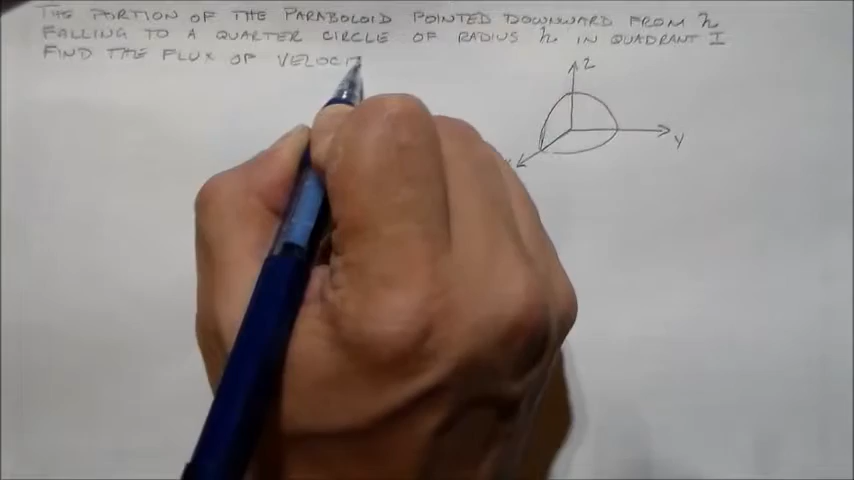 THE PORTION OF THE PARABOLOID POINTED DOWNWARD FROM h
FALLING TO A QUARTER CIRCLE OF RADIUS h IN QUADRANT I
FIND THE FLUX OF VELOCI
Z
Y